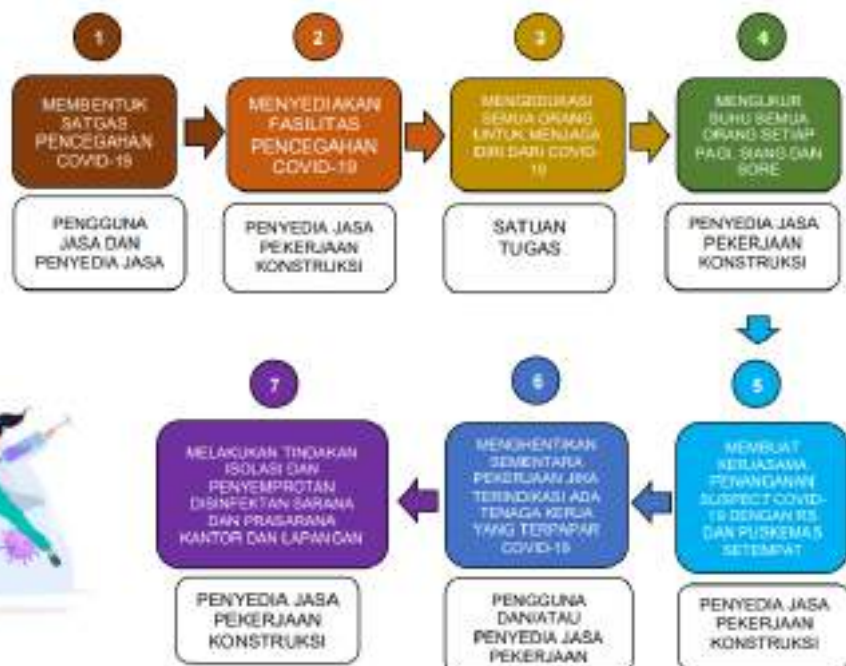 1
MEMBENTUK
SATGAS
PENCEGAHAN
COVID-19
PENGGUNA
JASA DAN
PENYEDIA JASA
2
MENYEDIAKAN
FASILITAS
PENCEGAHAN
COVID-19
PENYEDIA JASA
PEKERJAAN
KONSTRUKSI
3
MENGEDUKASI
SEMUA ORANG
UNTUK MENJAGA
DIRI DARI COVID-
19
SATUAN
TUGAS
4
MENGUKUR
SUHU SEMUA
ORANG SETIAP
PAGI, SIANG DAN
SORE
PENYEDIA JASA
PEKERJAAN
KONSTRUKSI
5
MEMBUAT
KERJASAMA
PENANGANAN
SUSPECT COVID-
19 DENGAN RS
DAN PUSKEMAS
SETEMPAT
PENYEDIA JASA
PEKERJAAN
KONSTRUKSI
6
MENGHENTIKAN
SEMENTARA
PEKERJAAN JIKA
TERINDIKASI ADA
TENAGA KERJA
YANG TERPAPAR
COVID-19
PENGGUNA
DAN/ATAU
PENYEDIA JASA
PEKERJAAN
7
MELAKUKAN TINDAKAN
ISOLASI DAN
PENYEMPROTAN
DISINFEKTAN SARANA
DAN PRASARANA
KANTOR DAN LAPANGAN
PENYEDIA JASA
PEKERJAAN
KONSTRUKSI